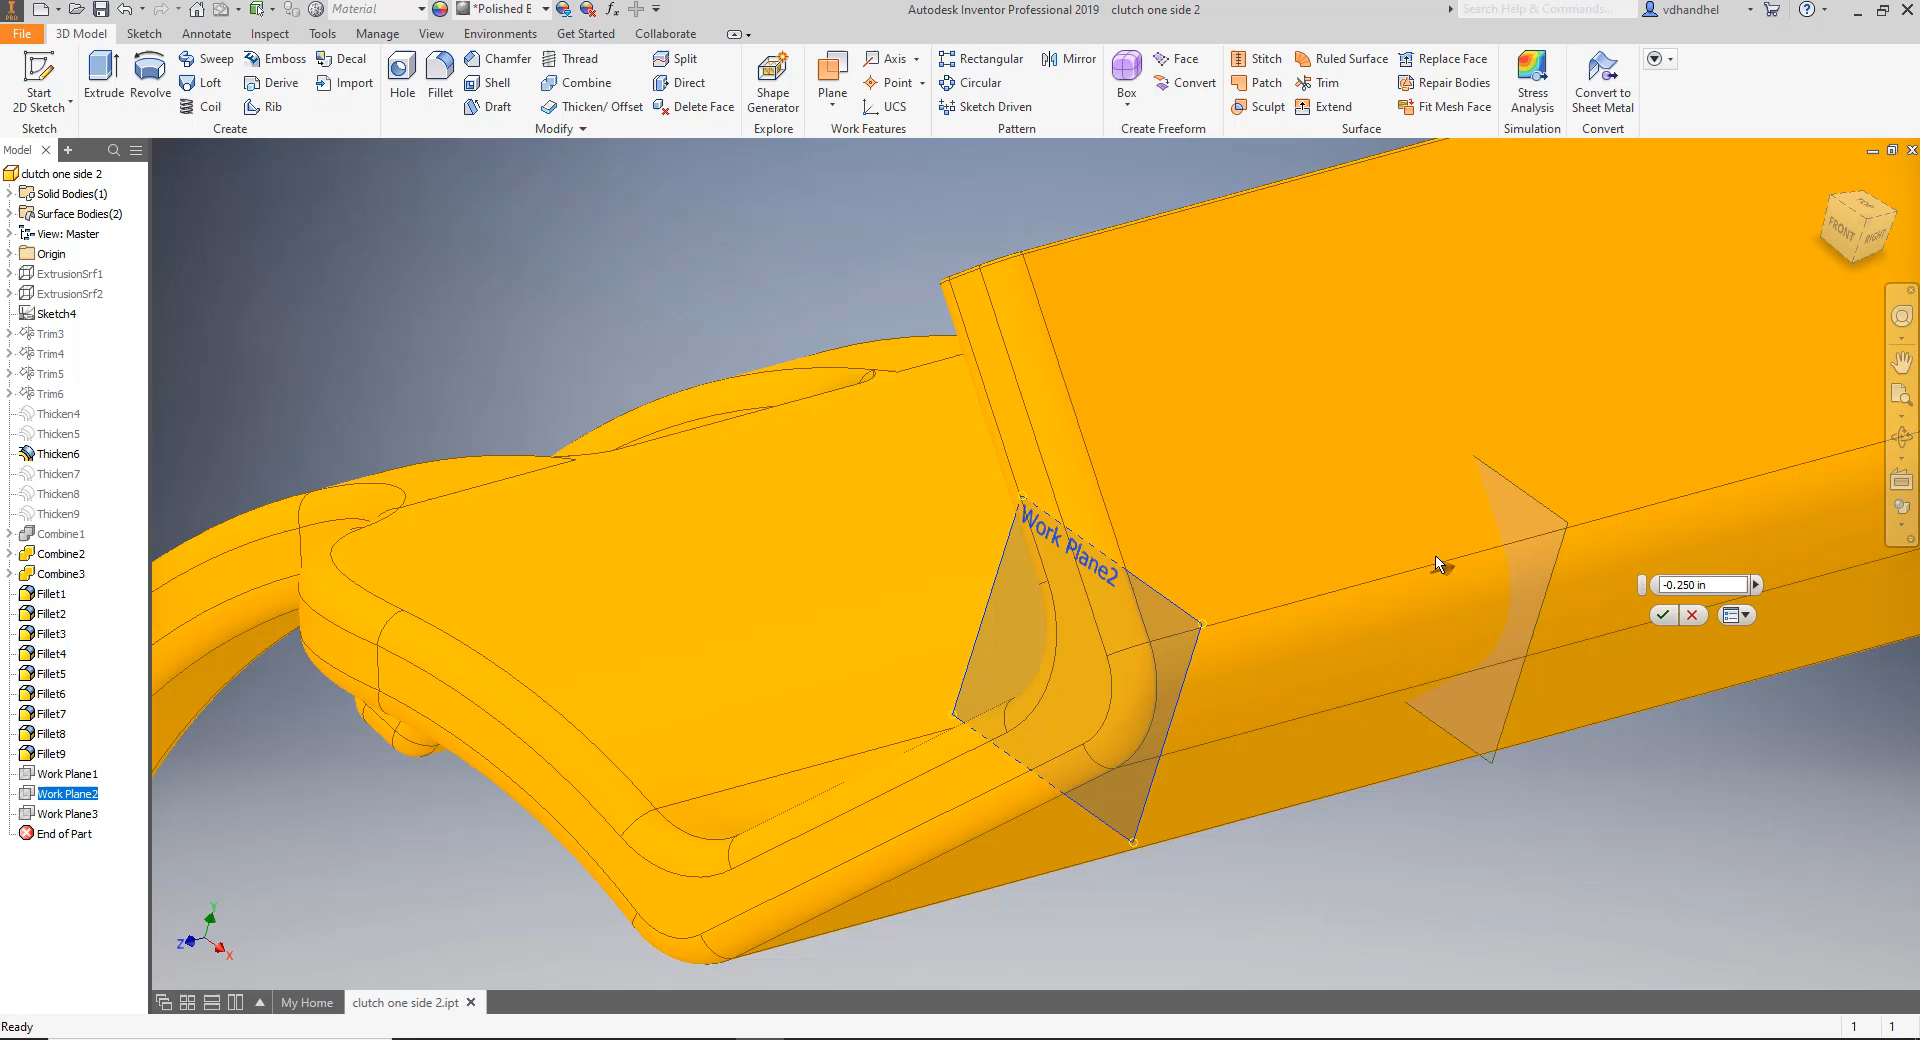 Material
*Polished E
Autodesk Inventor Professional 2019 clutch one side 2
Search Help & Commands...
vdhandhel
PRO
File 3D Model Sketch Annotate Inspect Tools Manage View Environments Get Started Collaborate
Start
2D Sketch
Extrude
Revolve
Sweep
Loft
Coil
Emboss
Derive
Rib
Decal
Import
Hole
Fillet
Chamfer
Shell
Draft
Thread
Combine
Thicken/ Offset
Split
Direct
Delete Face
Shape
Generator
Plane
Axis
Point
UCS
Rectangular
Circular
Sketch Driven
Mirror
Box
Face
Convert
Stitch
Patch
Sculpt
Ruled Surface
Trim
Extend
Replace Face
Repair Bodies
Fit Mesh Face
Stress
Analysis
Convert to
Sheet Metal
Sketch
Create
Modify
Explore
Work Features
Pattern
Create Freeform
Surface
Simulation
Convert
Model
clutch one side 2
Solid Bodies(1)
Surface Bodies(2)
View: Master
Origin
ExtrusionSrf1
ExtrusionSrf2
Sketch4
Trim3
Trim4
Trim5
Trim6
Thicken4
Thicken5
Thicken6
Thicken7
Thicken8
Thicken9
Combine1
Combine2
Combine3
Fillet1
Fillet2
Fillet3
Fillet4
Fillet5
Fillet6
Fillet7
Fillet8
Fillet9
Work Plane1
Work Plane2
Work Plane3
End of Part
TOP
FRONT
RIGHT
Work Plane2
-0.250 in
Y
Z
X
My Home
clutch one side 2.ipt
Ready
1 1